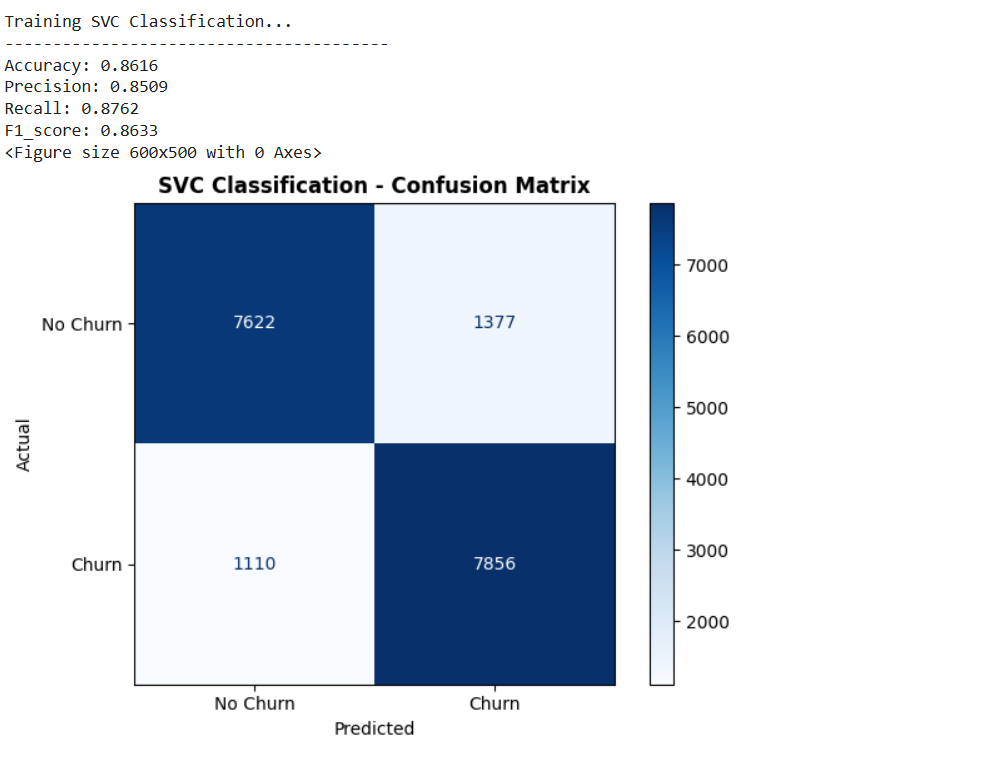 Training SVC Classification...
----------------------------------------
Accuracy: 0.8616
Precision: 0.8509
Recall: 0.8762
F1_score: 0.8633
<Figure size 600x500 with 0 Axes>
SVC Classification - Confusion Matrix
7000
No Churn 7622 1377
6000
5000
Actual
4000
3000
Churn 1110 7856
2000
No Churn Churn
Predicted